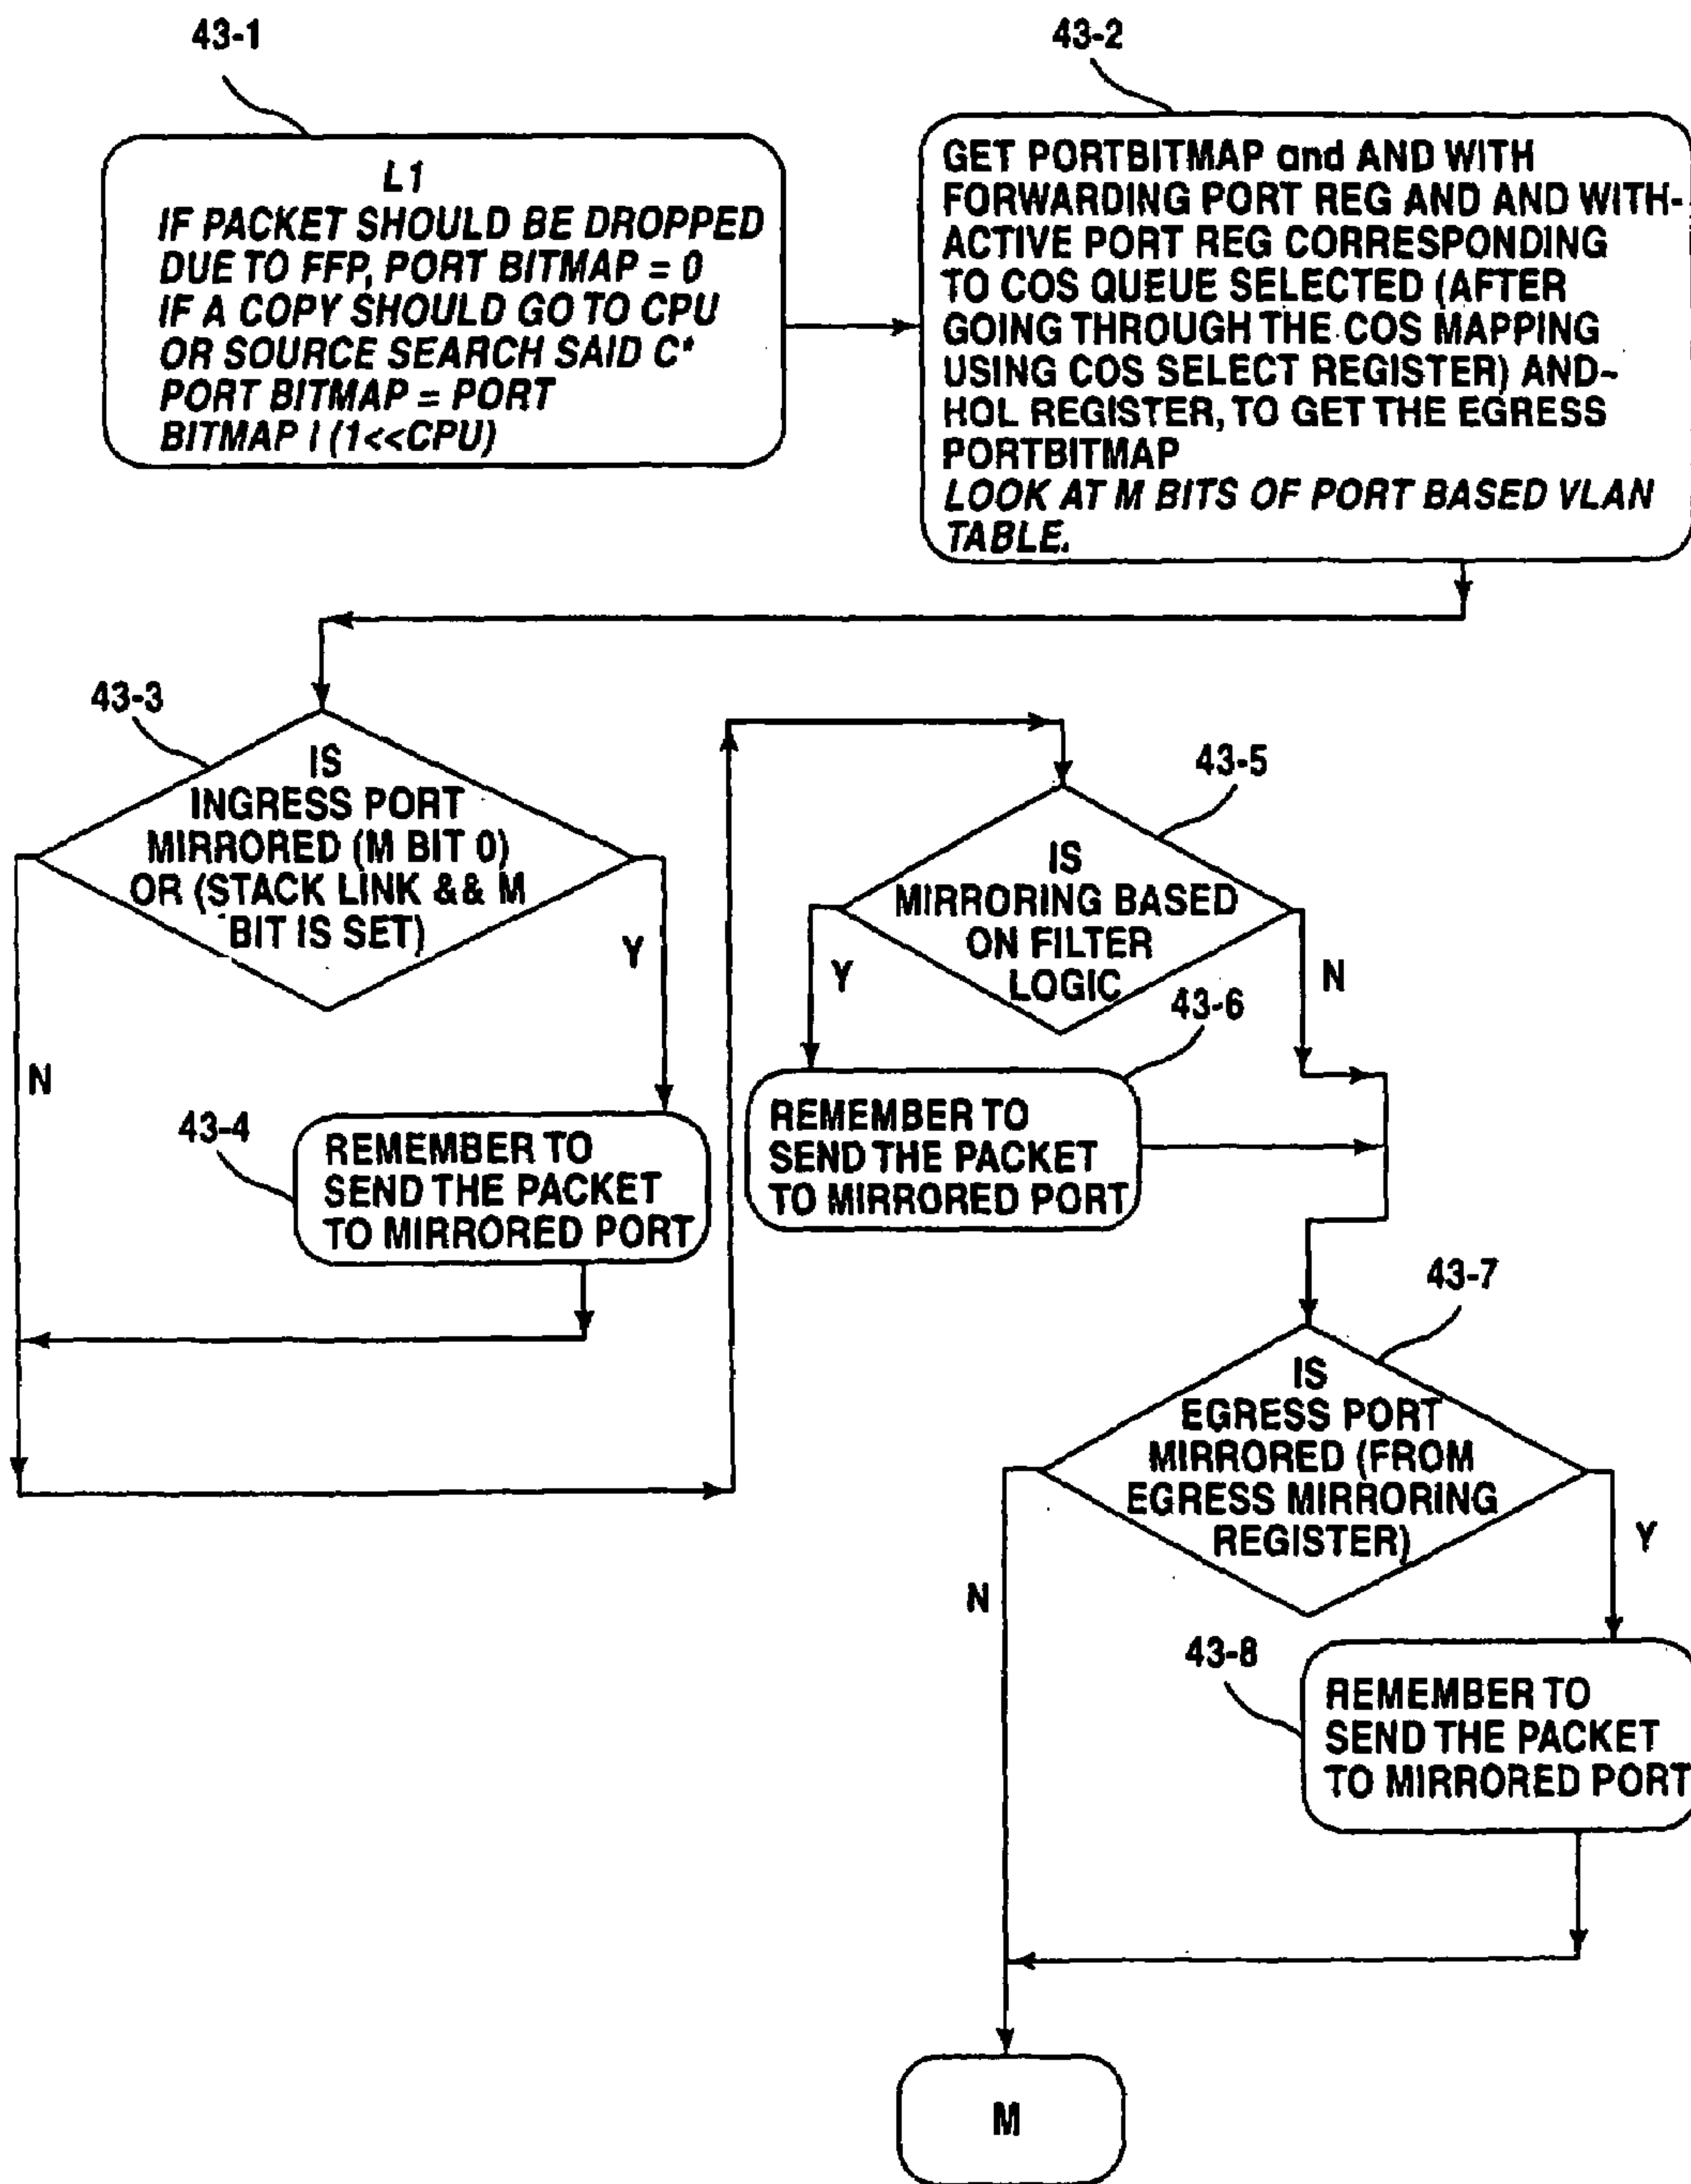 43-1
L1
IF PACKET SHOULD BE DROPPED
DUE TO FFP, PORT BITMAP = 0
IF A COPY SHOULD GO TO CPU
OR SOURCE SEARCH SAID C*
PORT BITMAP = PORT
BITMAP | (1<<CPU)
43-2
GET PORTBITMAP and AND WITH
FORWARDING PORT REG AND AND WITH-
ACTIVE PORT REG CORRESPONDING
TO COS QUEUE SELECTED (AFTER
GOING THROUGH THE COS MAPPING
USING COS SELECT REGISTER) AND~
HOL REGISTER, TO GET THE EGRESS
PORTBITMAP
LOOK AT M BITS OF PORT BASED VLAN
TABLE.
43-3
IS
INGRESS PORT
MIRRORED (M BIT 0)
OR (STACK LINK && M
BIT IS SET)
Y
N
43-4
REMEMBER TO
SEND THE PACKET
TO MIRRORED PORT
43-5
IS
MIRRORING BASED
ON FILTER
LOGIC
Y
N
43-6
REMEMBER TO
SEND THE PACKET
TO MIRRORED PORT
43-7
IS
EGRESS PORT
MIRRORED (FROM
EGRESS MIRRORING
REGISTER)
Y
N
43-8
REMEMBER TO
SEND THE PACKET
TO MIRRORED PORT
M